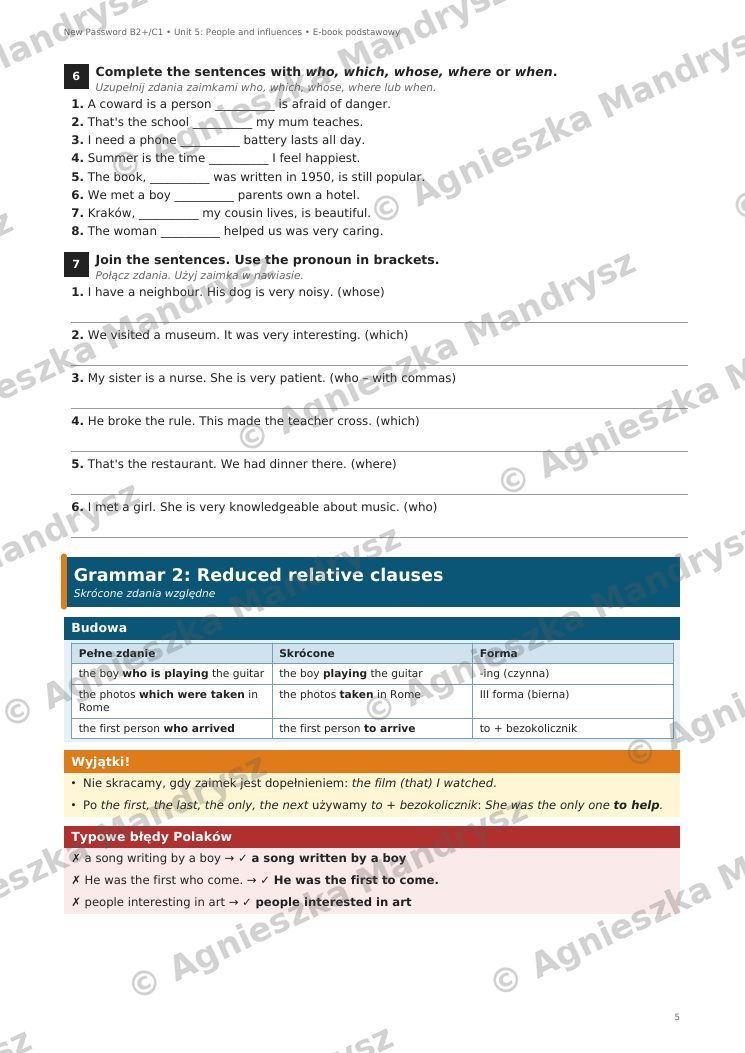 New Password B2+/C1 • Unit 5: People and influences • E-book podstawowy
6 Complete the sentences with who, which, whose, where or when.
Uzupełnij zdania zaimkami who, which, whose, where lub when.
1. A coward is a person __________ is afraid of danger.
2. That's the school __________ my mum teaches.
3. I need a phone __________ battery lasts all day.
4. Summer is the time __________ I feel happiest.
5. The book, __________ was written in 1950, is still popular.
6. We met a boy __________ parents own a hotel.
7. Kraków, __________ my cousin lives, is beautiful.
8. The woman __________ helped us was very caring.
7 Join the sentences. Use the pronoun in brackets.
Połącz zdania. Użyj zaimka w nawiasie.
1. I have a neighbour. His dog is very noisy. (whose)
2. We visited a museum. It was very interesting. (which)
3. My sister is a nurse. She is very patient. (who – with commas)
4. He broke the rule. This made the teacher cross. (which)
5. That's the restaurant. We had dinner there. (where)
6. I met a girl. She is very knowledgeable about music. (who)
Grammar 2: Reduced relative clauses
Skrócone zdania względne
Budowa
Pełne zdanie Skrócone Forma
the boy who is playing the guitar the boy playing the guitar -ing (czynna)
the photos which were taken in the photos taken in Rome III forma (bierna)
Rome
the first person who arrived the first person to arrive to + bezokolicznik
Wyjątki!
• Nie skracamy, gdy zaimek jest dopełnieniem: the film (that) I watched.
• Po the first, the last, the only, the next używamy to + bezokolicznik: She was the only one to help.
Typowe błędy Polaków
✗ a song writing by a boy → ✓ a song written by a boy
✗ He was the first who come. → ✓ He was the first to come.
✗ people interesting in art → ✓ people interested in art
5
© Agnieszka Mandrysz